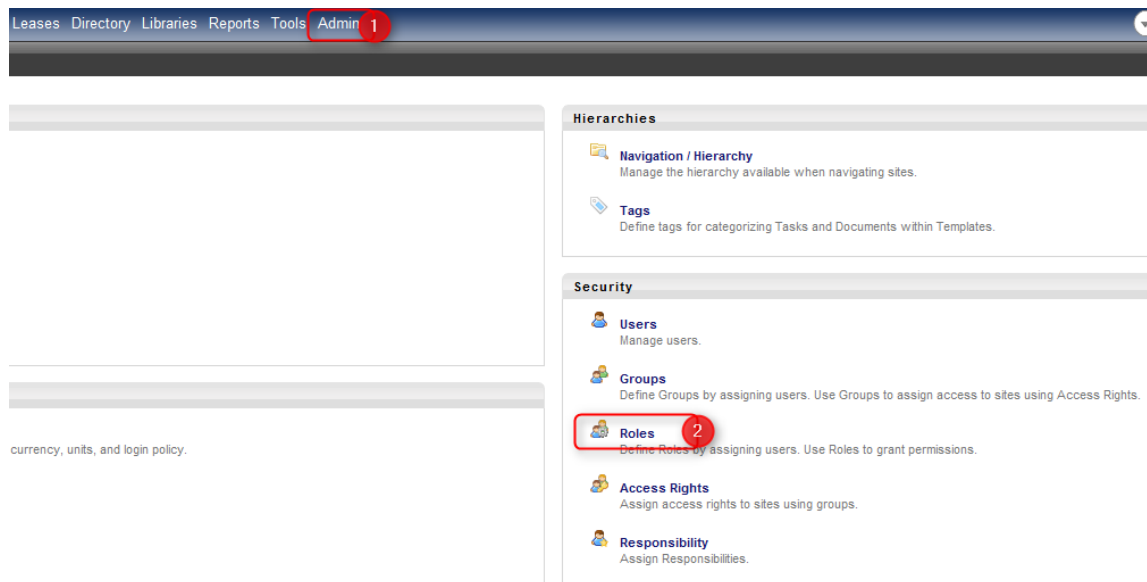 Leases Directory Libraries Reports Tools Admin 1
Hierarchies
Navigation / Hierarchy
Manage the hierarchy available when navigating sites.
Tags
Define tags for categorizing Tasks and Documents within Templates.
Security
Users
Manage users.
Groups
Define Groups by assigning users. Use Groups to assign access to sites using Access Rights.
Roles 2
Define Roles by assigning users. Use Roles to grant permissions.
currency, units, and login policy.
Access Rights
Assign access rights to sites using groups.
Responsibility
Assign Responsibilities.